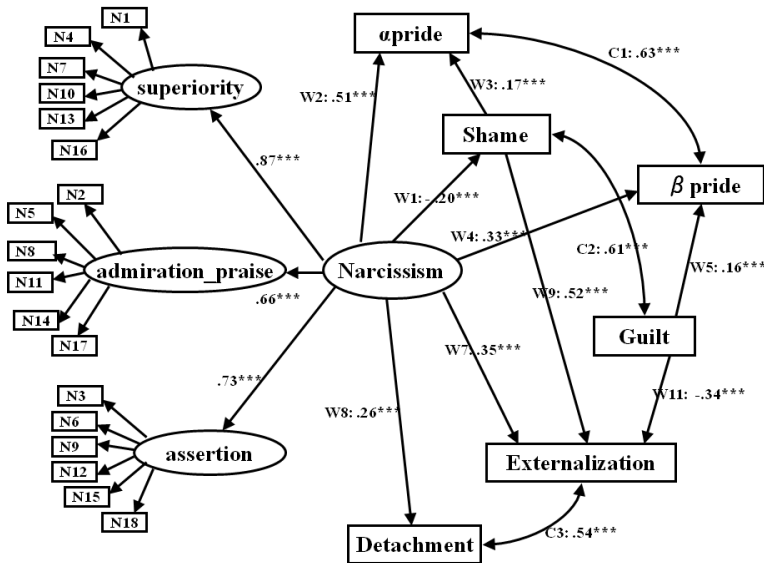 N1
N4
N7
N10
N13
N16
superiority
.87***
N2
N5
N8
N11
N14
N17
admiration_praise
.66***
N3
N6
N9
N12
N15
N18
assertion
.73***
Narcissism
αpride
C1: .63***
W2: .51***
W3: .17***
Shame
β pride
W1: -.20***
W4: .33***
C2: .61***
W5: .16***
W9: .52***
Guilt
W7: .35***
W11: -.34***
W8: .26***
Externalization
C3: .54***
Detachment